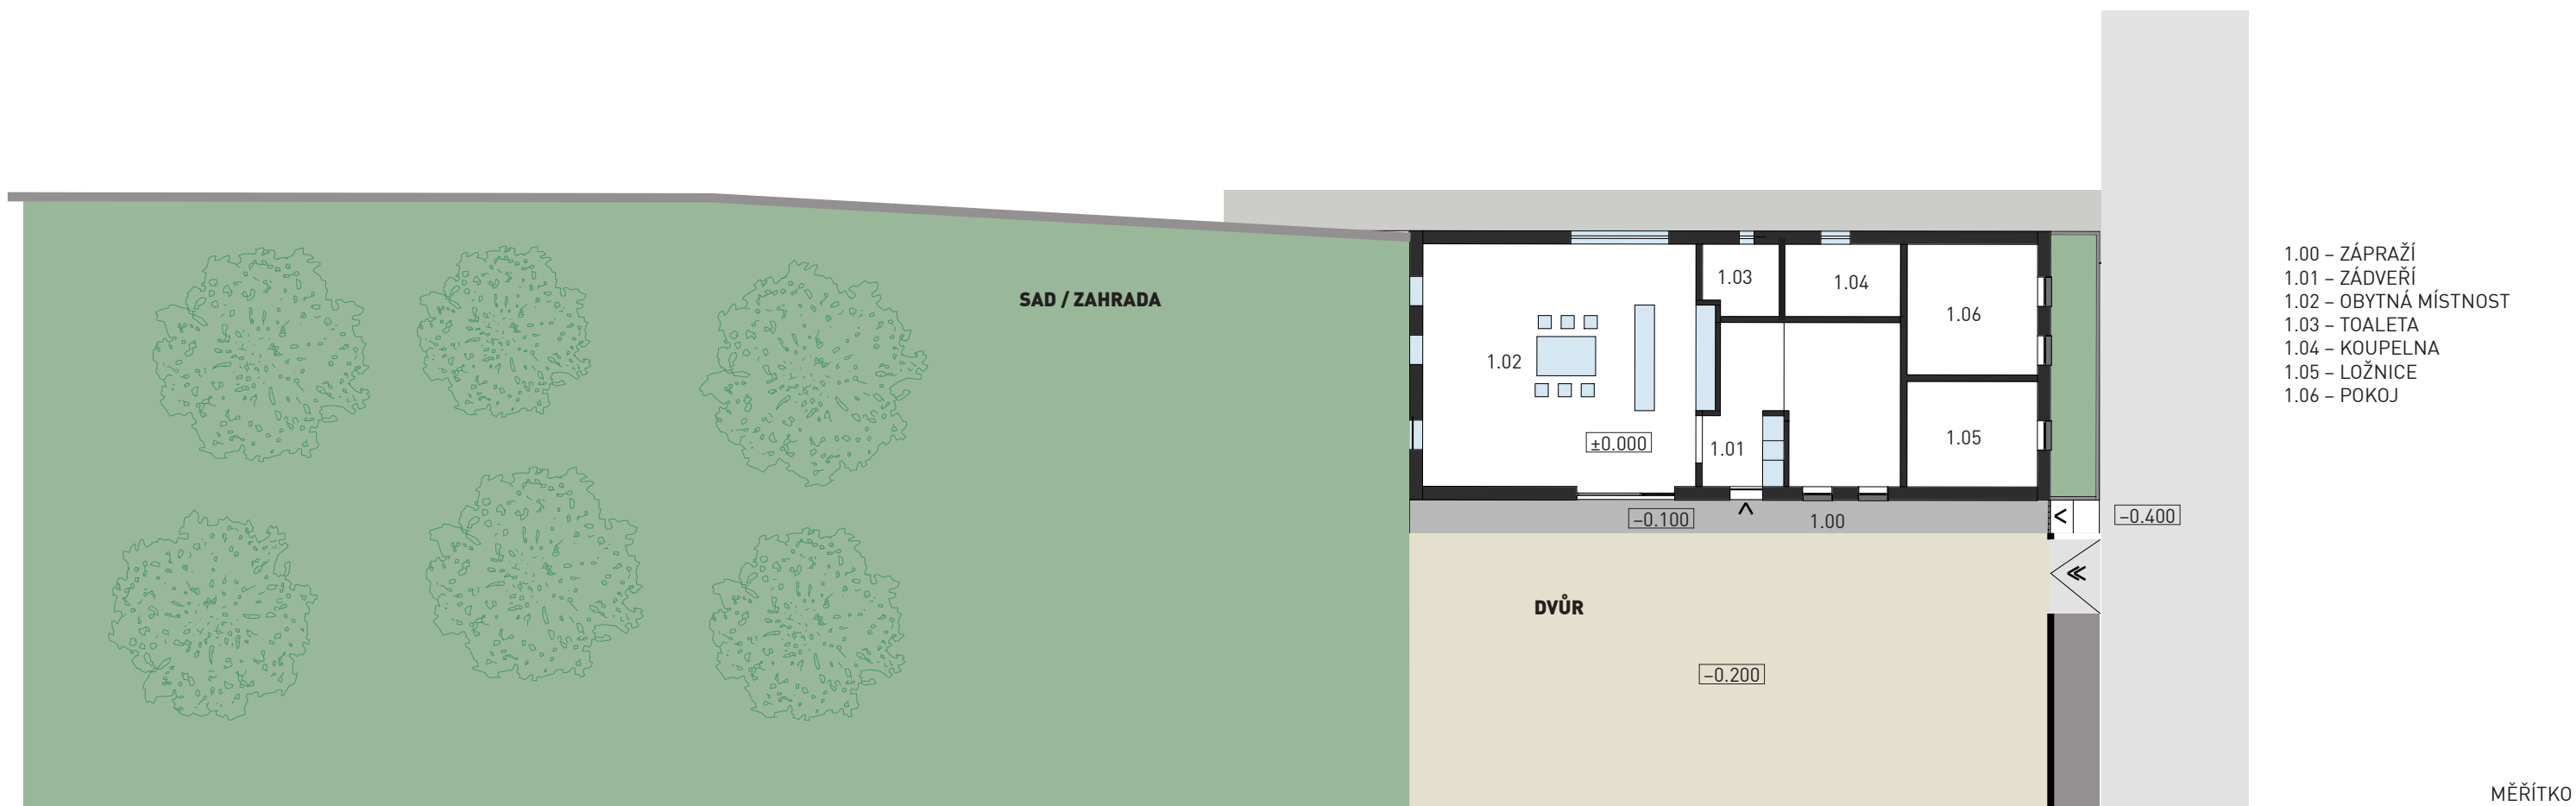 1.00 – ZÁPRAŽÍ
1.01 – ZÁDVEŘÍ
1.02 – OBYTNÁ MÍSTNOST
1.03 – TOALETA
1.04 – KOUPELNA
1.05 – LOŽNICE
1.06 – POKOJ
SAD / ZAHRADA
1.03
1.04
1.06
1.02
±0.000
1.01
1.05
–0.100
1.00
–0.400
DVŮR
–0.200
MĚŘÍTKO